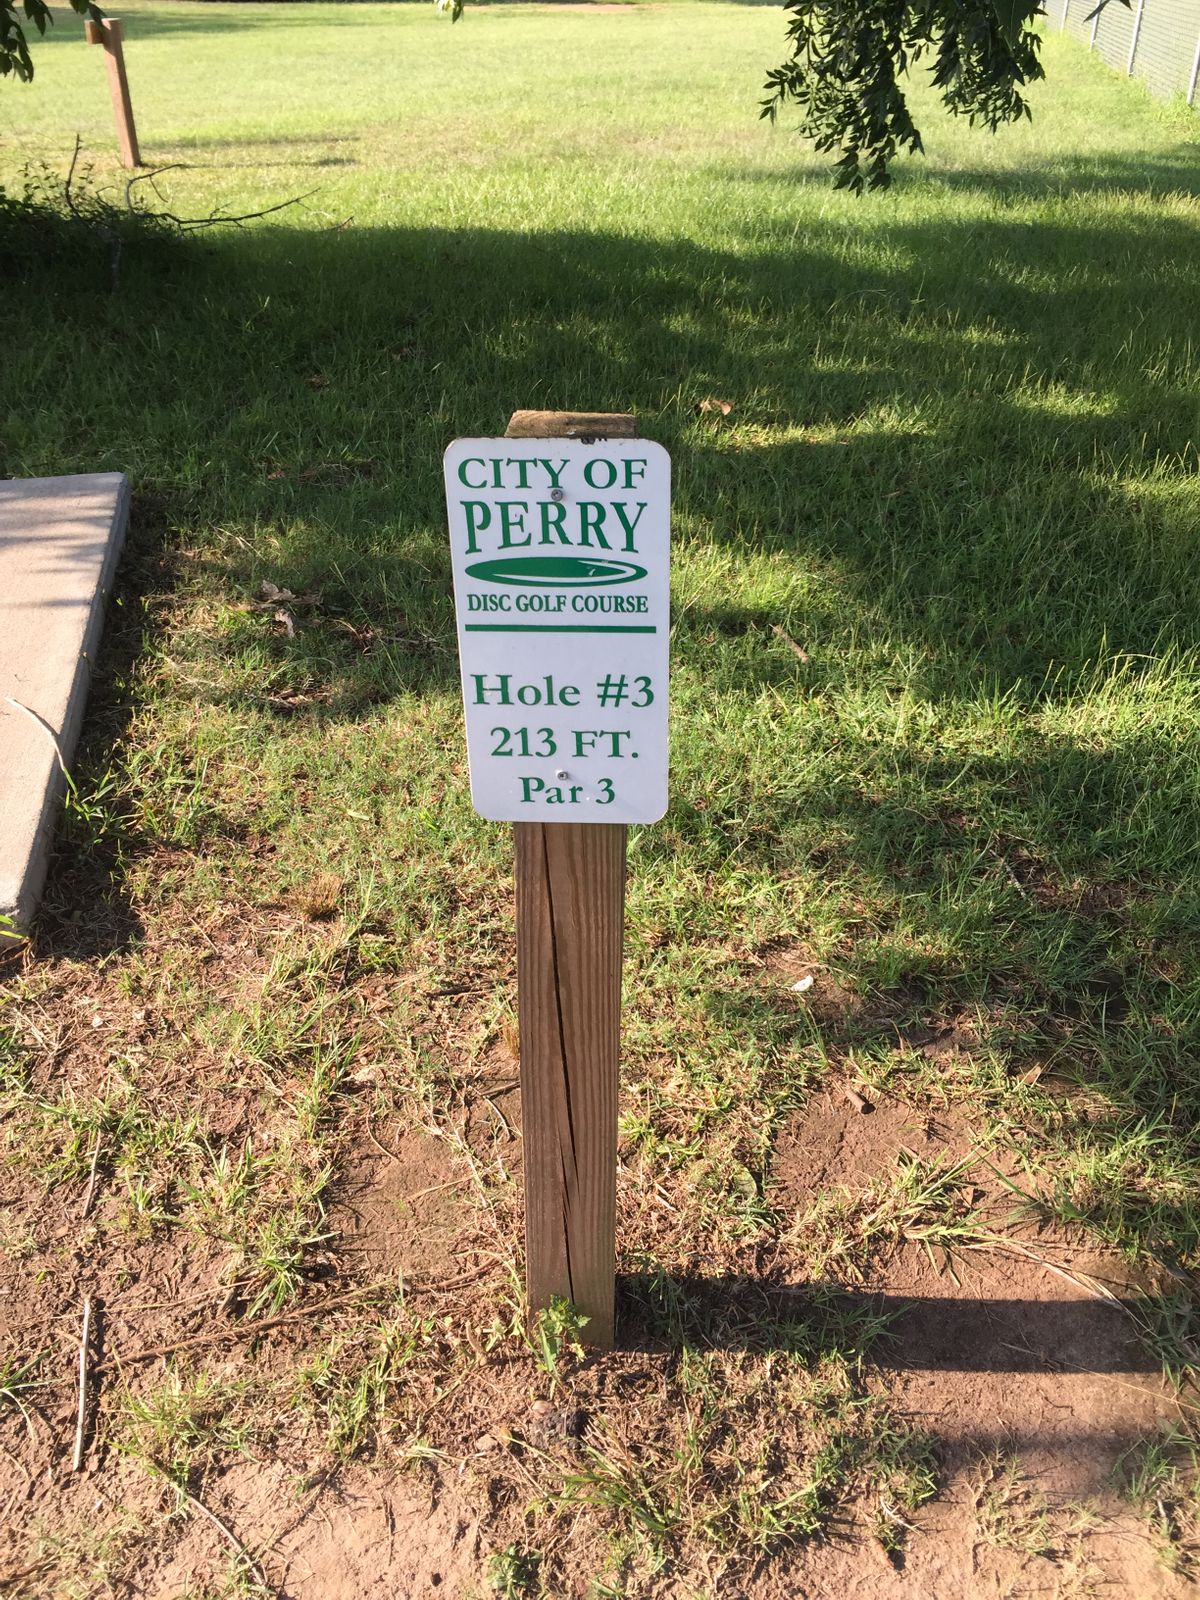 CITY OF
PERRY
DISC GOLF COURSE
Hole #3
213 FT.
Par 3